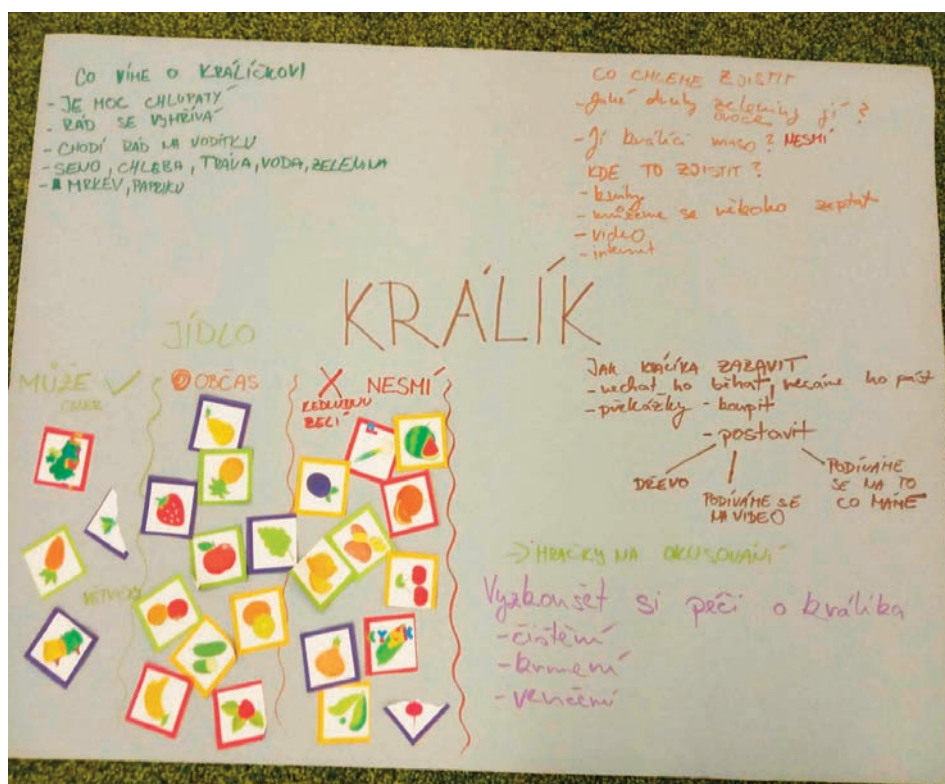 CO VÍME O KRÁLÍČKOVI
- JE MOC CHLUPATÝ
- RÁD SE VYHŘÍVÁ
- CHODÍ RÁD NA VODÍTKU
- SENO, CHLEBA, TRÁVA, VODA, ZELENINA
- MRKEV, PAPRIKU
CO CHCEME ZJISTIT
- Jaké druhy zeleniny jí?
ovoce
- Jí králíci maso? NESMÍ
KDE TO ZJISTIT?
- knihy
- můžeme se někoho zeptat
- video
- internet
KRÁLÍK
JÍDLO
MŮŽE ✓
OBČAS
X NESMÍ
KEDLUBNU
ZELÍ
VĚTVIČKY
JAK KRÁLÍKA ZABAVIT
- nechat ho běhat, necháme ho pást
- překážky - koupit
- postavit
DŘEVO
PODÍVÁME SE
NA VIDEO
PODÍVÁME
SE NA TO
CO MÁME
→ HRAČKY NA OKUSOVÁNÍ
Vyzkoušet si péči o králíka
- čištění
- krmení
- venčení